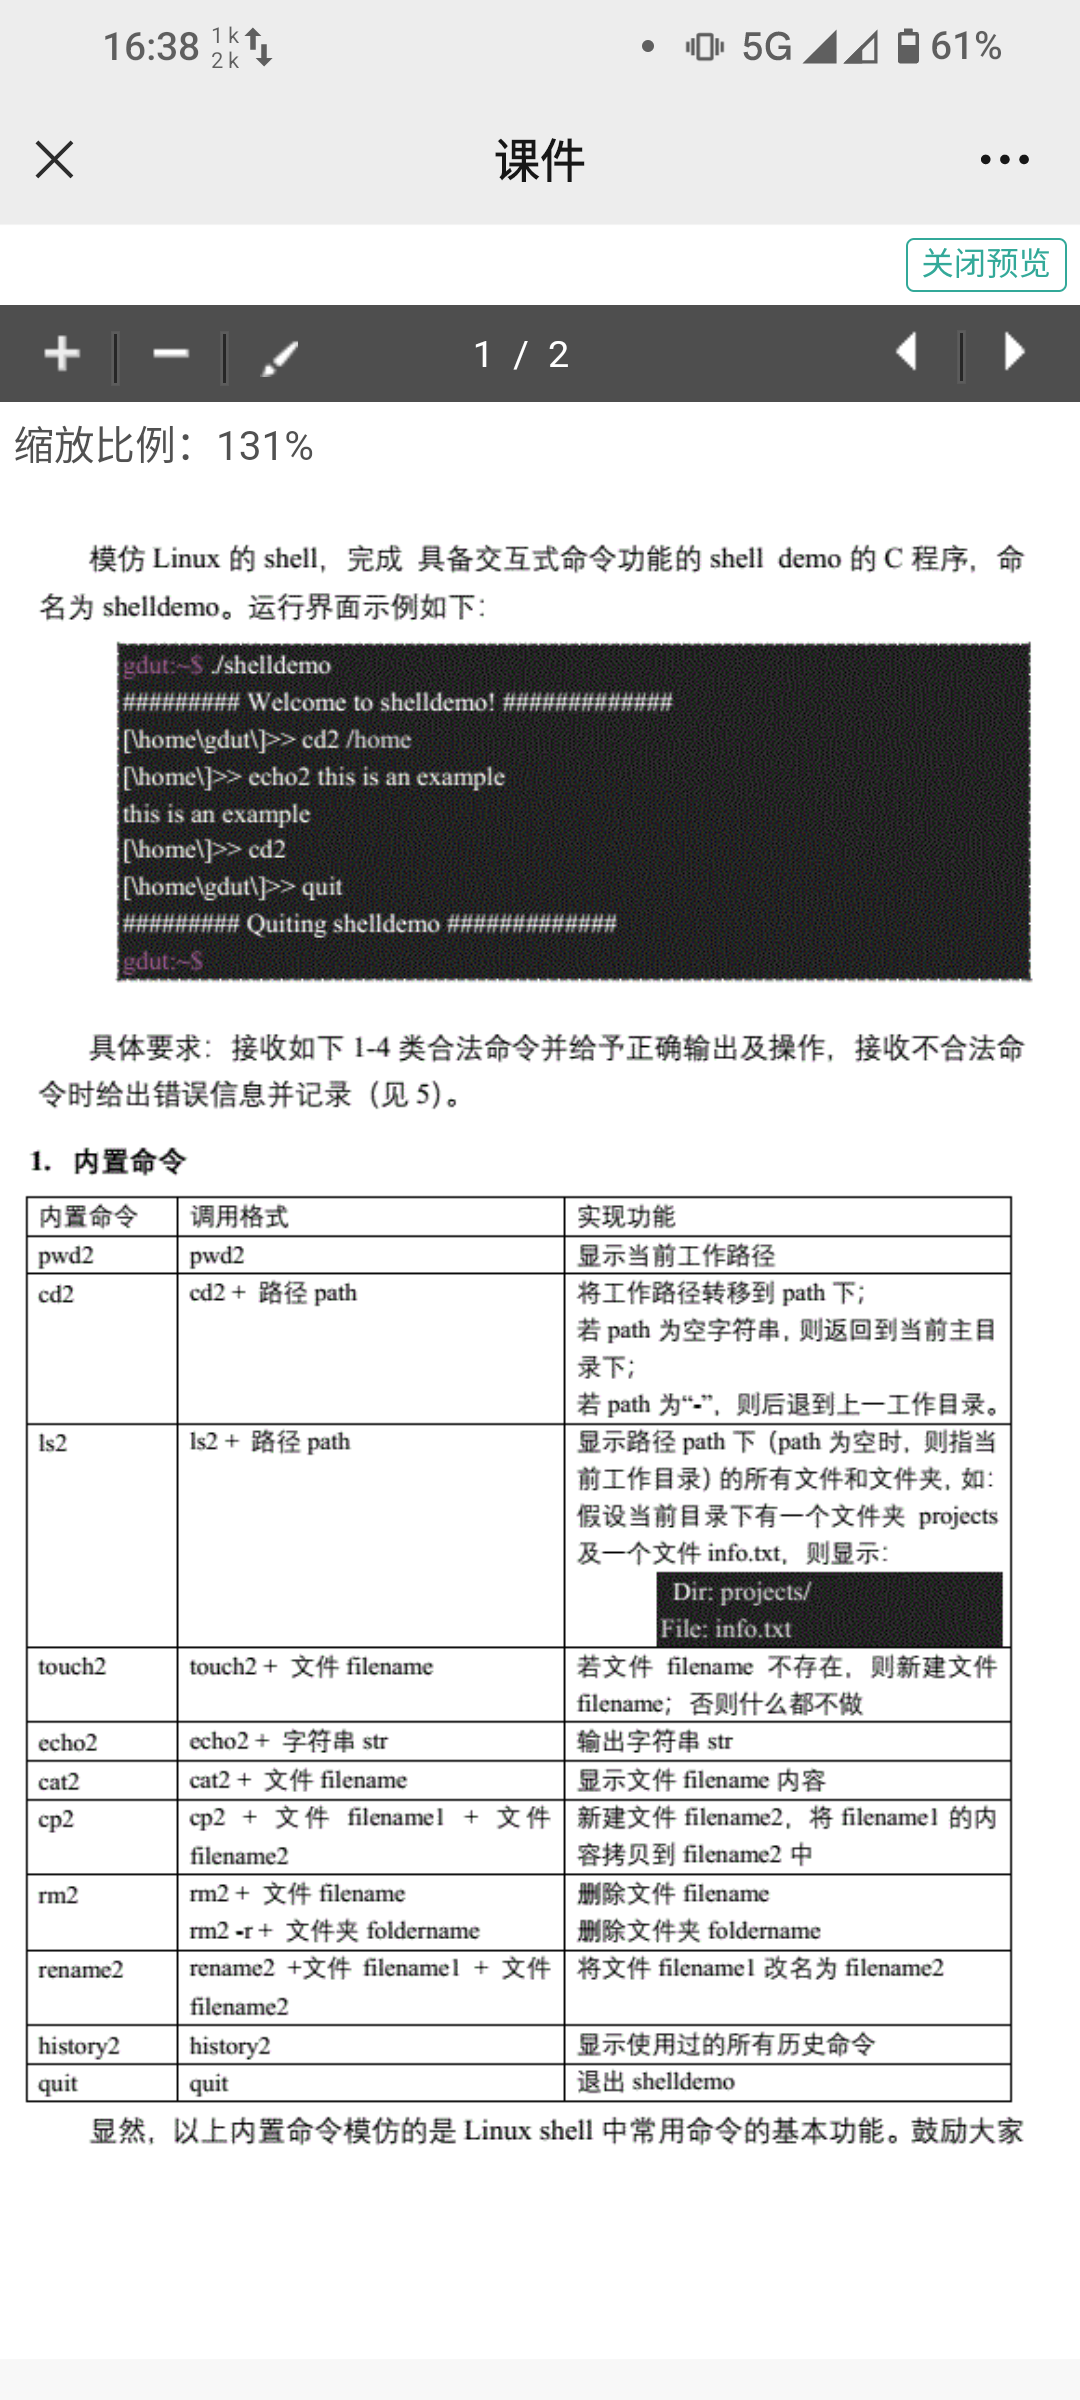 16:38 1k 2k 5G 61%
课件
关闭预览
1 / 2
缩放比例：131%
模仿 Linux 的 shell，完成 具备交互式命令功能的 shell demo 的 C 程序，命
名为 shelldemo。运行界面示例如下：
gdut:~$ ./shelldemo
######### Welcome to shelldemo! #############
[\home\gdut\]>> cd2 /home
[\home\]>> echo2 this is an example
this is an example
[\home\]>> cd2
[\home\gdut\]>> quit
######### Quiting shelldemo #############
gdut:~$
具体要求：接收如下 1-4 类合法命令并给予正确输出及操作，接收不合法命
令时给出错误信息并记录（见 5）。
1. 内置命令
内置命令 调用格式 实现功能
pwd2 pwd2 显示当前工作路径
cd2 cd2 + 路径 path 将工作路径转移到 path 下；
若 path 为空字符串，则返回到当前主目
录下；
若 path 为“-”，则后退到上一工作目录。
ls2 ls2 + 路径 path 显示路径 path 下（path 为空时，则指当
前工作目录）的所有文件和文件夹，如：
假设当前目录下有一个文件夹 projects
及一个文件 info.txt，则显示：
Dir: projects/
File: info.txt
touch2 touch2 + 文件 filename 若文件 filename 不存在，则新建文件
filename；否则什么都不做
echo2 echo2 + 字符串 str 输出字符串 str
cat2 cat2 + 文件 filename 显示文件 filename 内容
cp2 cp2 + 文件 filename1 + 文件 新建文件 filename2，将 filename1 的内
filename2 容拷贝到 filename2 中
rm2 rm2 + 文件 filename 删除文件 filename
rm2 -r + 文件夹 foldername 删除文件夹 foldername
rename2 rename2 +文件 filename1 + 文件 将文件 filename1 改名为 filename2
filename2
history2 history2 显示使用过的所有历史命令
quit quit 退出 shelldemo
显然，以上内置命令模仿的是 Linux shell 中常用命令的基本功能。鼓励大家